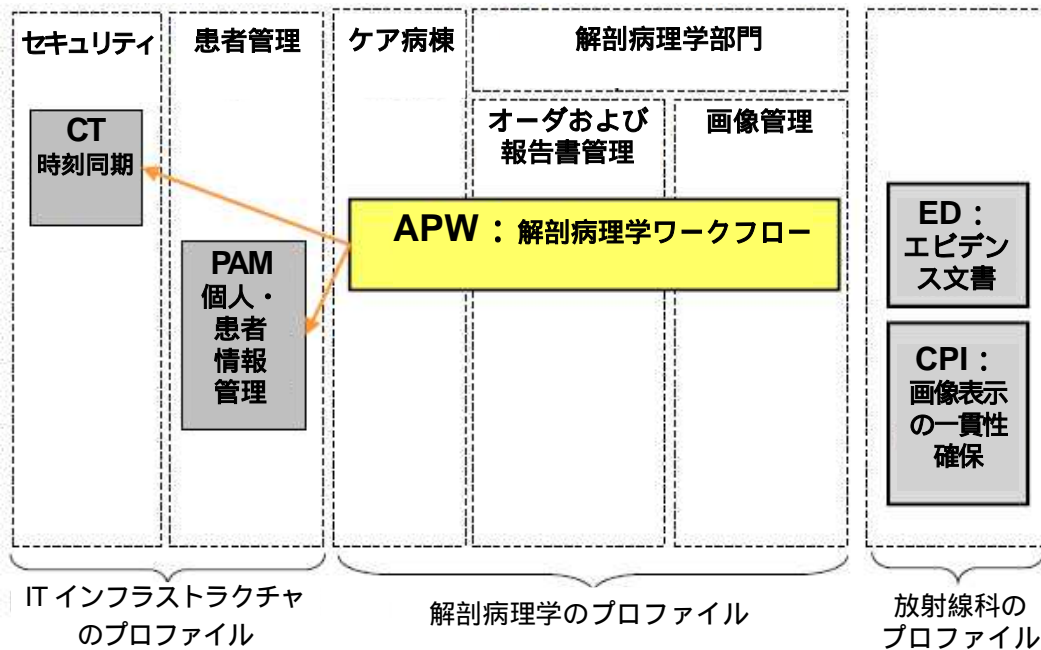 セキュリティ
患者管理
ケア病棟
解剖病理学部門
オーダおよび
報告書管理
画像管理
CT
時刻同期
PAM
個人・
患者
情報
管理
APW：解剖病理学ワークフロー
ED：
エビデン
ス文書
CPI：
画像表示
の一貫性
確保
IT インフラストラクチャ
のプロファイル
解剖病理学のプロファイル
放射線科の
プロファイル